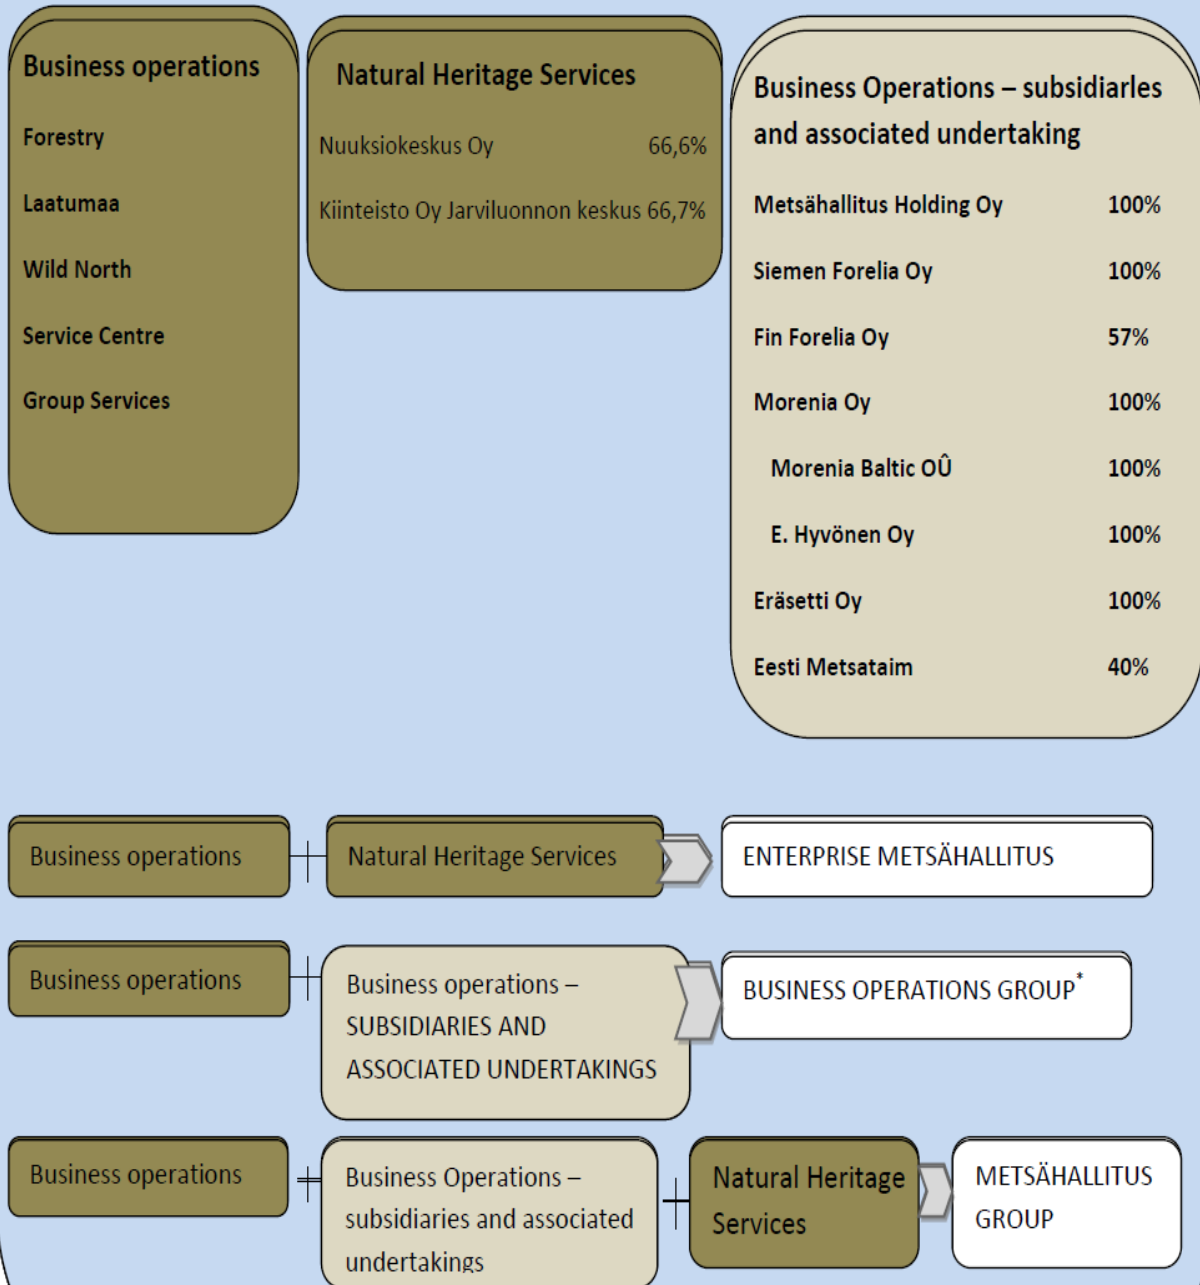 Business operations
Forestry
Laatumaa
Wild North
Service Centre
Group Services
Natural Heritage Services
Nuuksiokeskus Oy 66,6%
Kiinteisto Oy Jarviluonnon keskus 66,7%
Business Operations – subsidiarles
and associated undertaking
Metsähallitus Holding Oy 100%
Siemen Forelia Oy 100%
Fin Forelia Oy 57%
Morenia Oy 100%
Morenia Baltic OÛ 100%
E. Hyvönen Oy 100%
Eräsetti Oy 100%
Eesti Metsataim 40%
Business operations + Natural Heritage Services ENTERPRISE METSÄHALLITUS
Business operations + Business operations –
SUBSIDIARIES AND
ASSOCIATED UNDERTAKINGS
BUSINESS OPERATIONS GROUP*
Business operations + Business Operations –
subsidiaries and associated
undertakings
+ Natural Heritage
Services
METSÄHALLITUS
GROUP